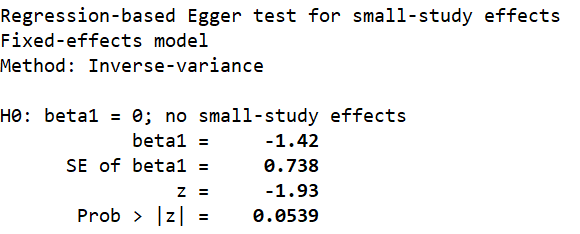 Regression-based Egger test for small-study effects
Fixed-effects model
Method: Inverse-variance
H0: beta1 = 0; no small-study effects
beta1 = -1.42
SE of beta1 = 0.738
z = -1.93
Prob > |z| = 0.0539